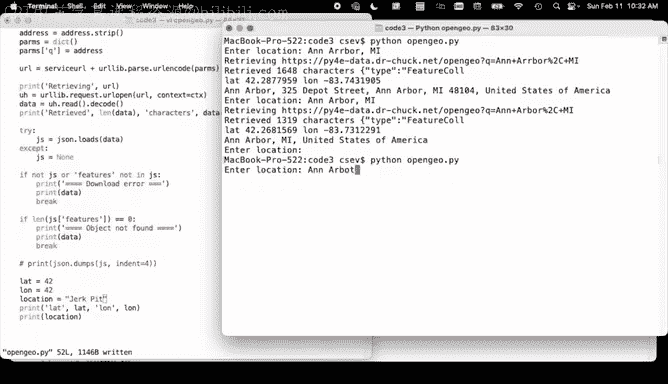 Terminal Shell Edit View Window Help
Sun Feb 11 10:32 AM
@bilibili.com
code3 — vi opengeo.py — 83×30
address = address.strip()
parms = dict()
parms['q'] = address
url = serviceurl + urllib.parse.urlencode(parms)
print('Retrieving', url)
uh = urllib.request.urlopen(url, context=ctx)
data = uh.read().decode()
print('Retrieved', len(data), 'characters', data
try:
js = json.loads(data)
except:
js = None
if not js or 'features' not in js:
print('==== Download error ===')
print(data)
break
if len(js['features']) == 0:
print('==== Object not found ====')
print(data)
break
# print(json.dumps(js, indent=4))
lat = 42
lon = 42
location = "Jerk Pit"
print('lat', lat, 'lon', lon)
print(location)
"opengeo.py" 52L, 1146B written
code3 — Python opengeo.py — 83×30
MacBook-Pro-522:code3 csev$ python opengeo.py
Enter location: Ann Arrbor, MI
Retrieving https://py4e-data.dr-chuck.net/opengeo?q=Ann+Arrbor%2C+MI
Retrieved 1648 characters {"type":"FeatureColl
lat 42.2877959 lon -83.7431905
Ann Arbor, 325 Depot Street, Ann Arbor, MI 48104, United States of America
Enter location: Ann Arbor, MI
Retrieving https://py4e-data.dr-chuck.net/opengeo?q=Ann+Arbor%2C+MI
Retrieved 1319 characters {"type":"FeatureColl
lat 42.2681569 lon -83.7312291
Ann Arbor, MI, United States of America
Enter location:
MacBook-Pro-522:code3 csev$ python opengeo.py
Enter location: Ann Arbot